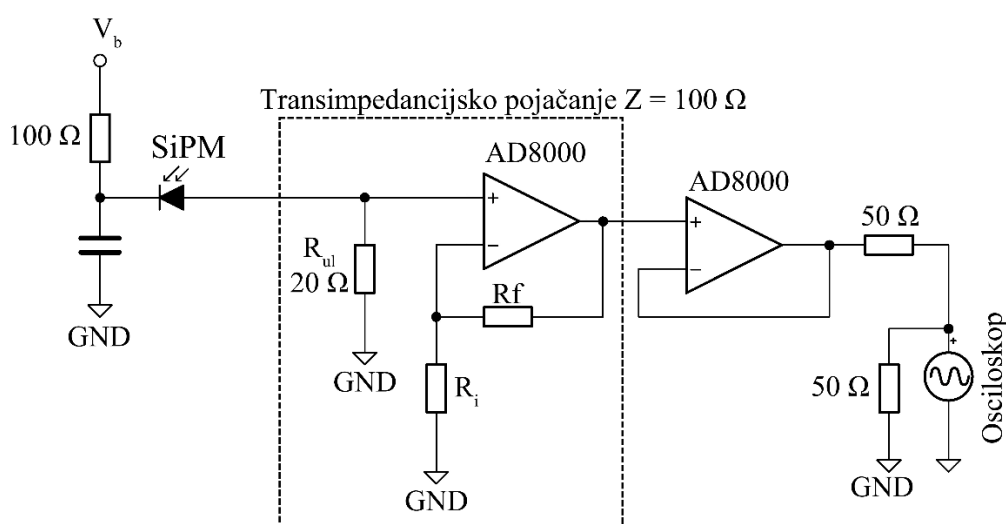 V_b
Transimpedancijsko pojačanje Z = 100 Ω
100 Ω
SiPM
AD8000
AD8000
+
+
50 Ω
R_ul
20 Ω
−
−
Rf
GND
GND
R_i
50 Ω
+
Osciloskop
GND
GND